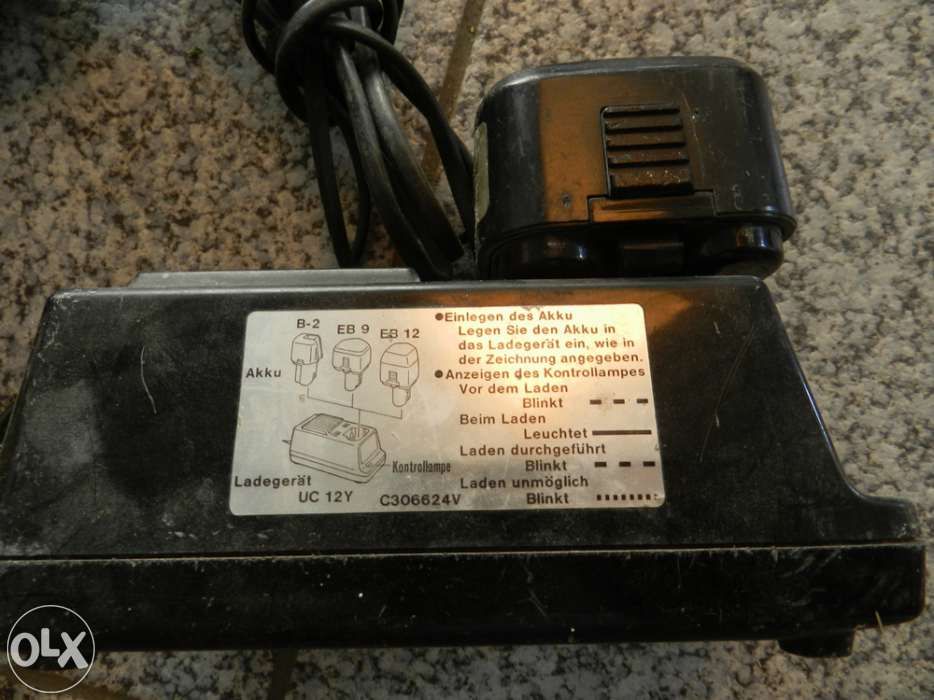 B-2
EB 9
EB 12
Akku
Kontrollampe
Ladegerät
UC 12Y
C306624V
●Einlegen des Akku
Legen Sie den Akku in
das Ladegerät ein, wie in
der Zeichnung angegeben.
●Anzeigen des Kontrollampes
Vor dem Laden
Blinkt
Beim Laden
Leuchtet
Laden durchgeführt
Blinkt
Laden unmöglich
Blinkt
OLX